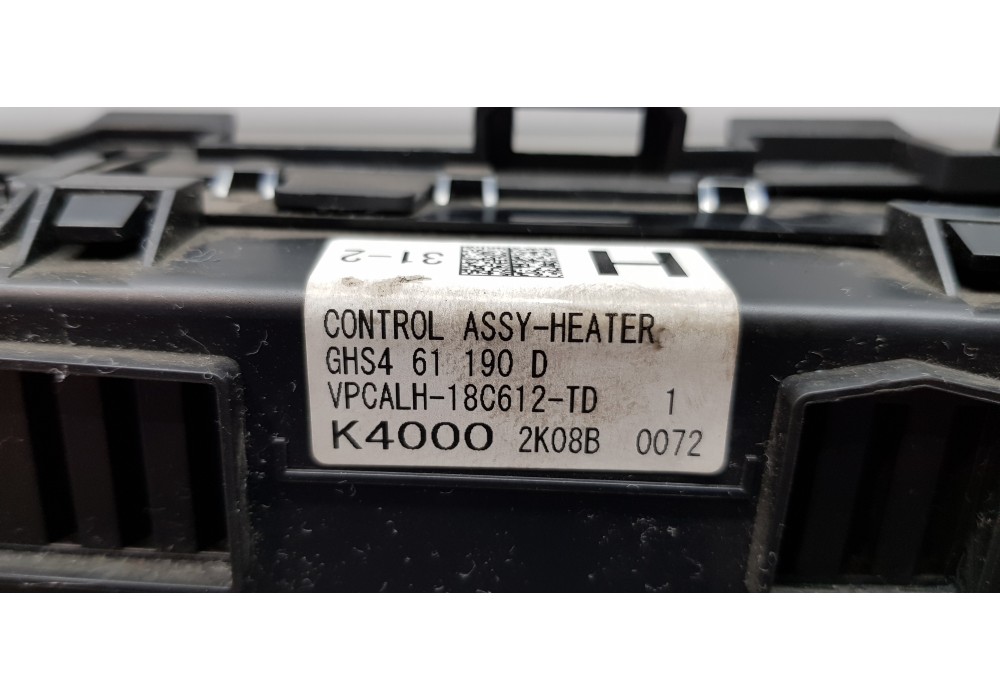 31-2 H
CONTROL ASSY-HEATER
GHS4 61 190 D
VPCALH-18C612-TD 1
K4000 2K08B 0072